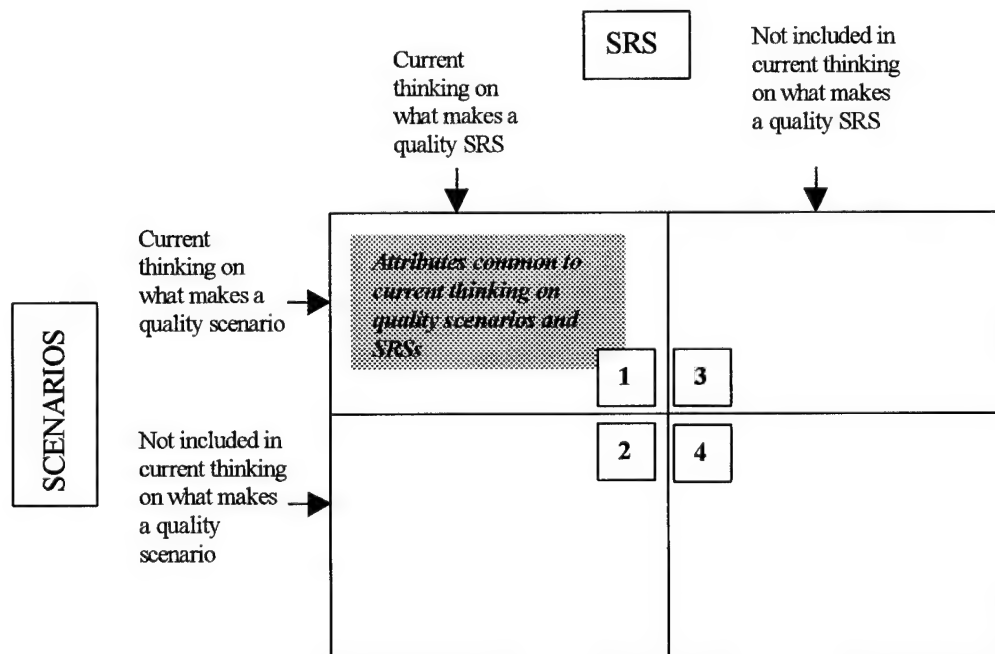 SRS
Current
thinking on
what makes a
quality SRS
Not included in
current thinking
on what makes
a quality SRS
SCENARIOS
Current
thinking on
what makes a
quality scenario
Attributes common to
current thinking on
quality scenarios and
SRSs
1
3
2
4
Not included in
current thinking
on what makes
a quality
scenario